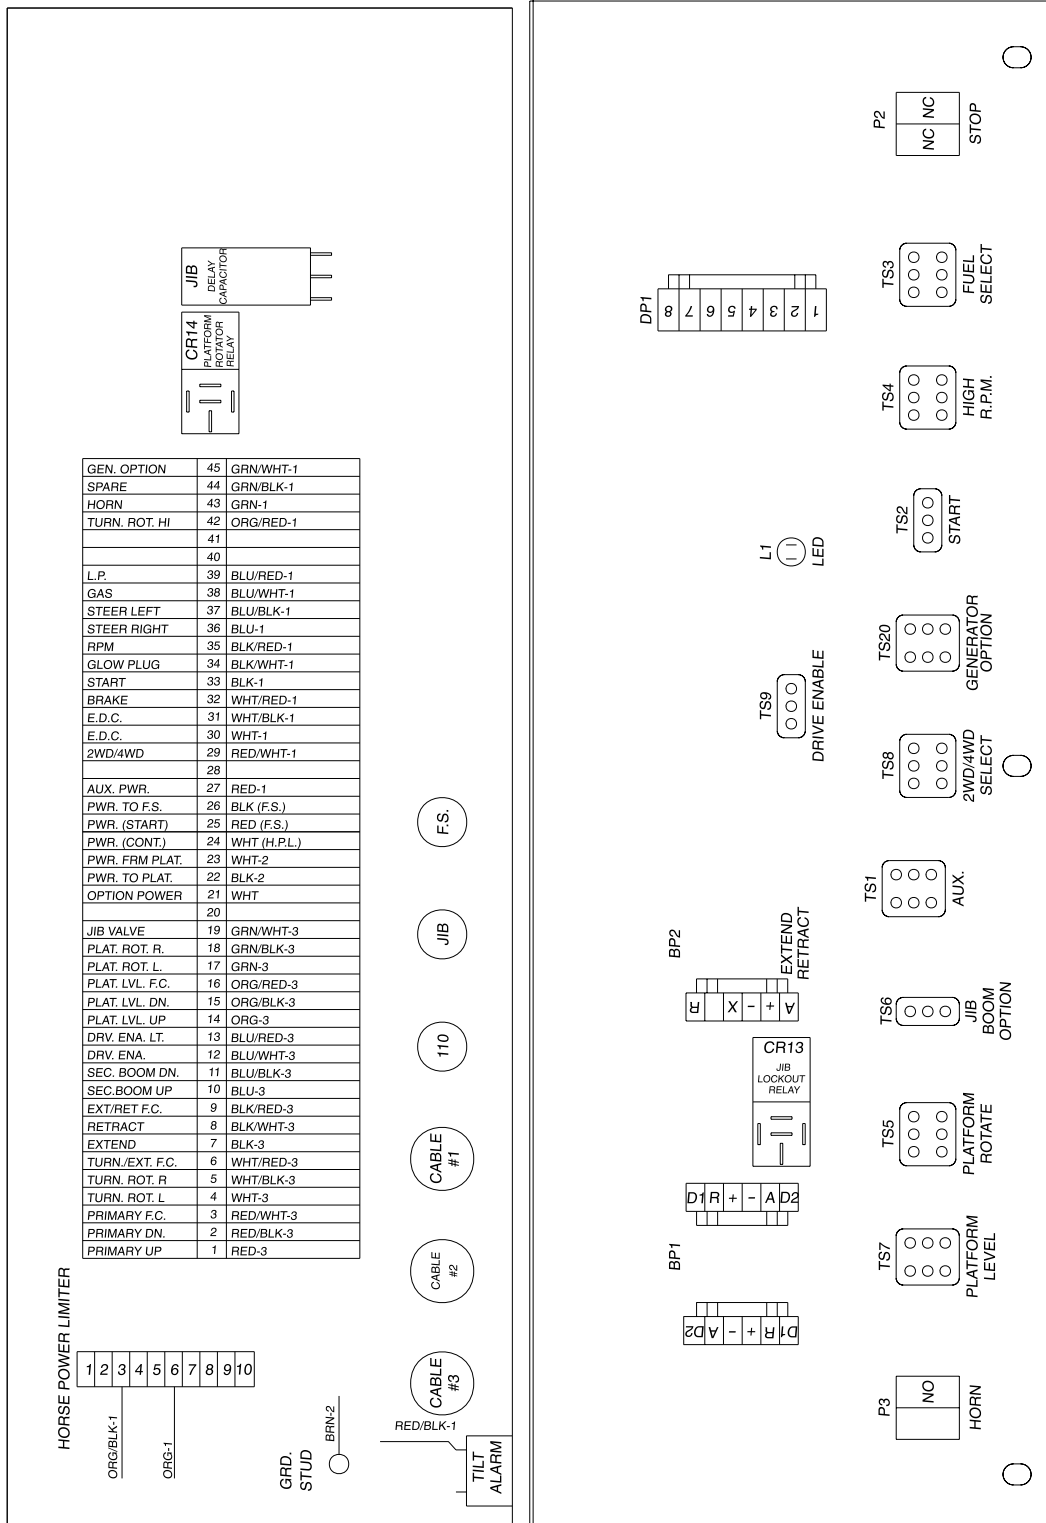 JIB
DELAY
CAPACITOR
CR14
PLATFORM
ROTATOR
RELAY
GEN. OPTION 45 GRN/WHT-1
SPARE 44 GRN/BLK-1
HORN 43 GRN-1
TURN. ROT. HI 42 ORG/RED-1
41
40
L.P. 39 BLU/RED-1
GAS 38 BLU/WHT-1
STEER LEFT 37 BLU/BLK-1
STEER RIGHT 36 BLU-1
RPM 35 BLK/RED-1
GLOW PLUG 34 BLK/WHT-1
START 33 BLK-1
BRAKE 32 WHT/RED-1
E.D.C. 31 WHT/BLK-1
E.D.C. 30 WHT-1
2WD/4WD 29 RED/WHT-1
28
AUX. PWR. 27 RED-1
PWR. TO F.S. 26 BLK (F.S.)
PWR. (START) 25 RED (F.S.)
PWR. (CONT.) 24 WHT (H.P.L.)
PWR. FRM PLAT. 23 WHT-2
PWR. TO PLAT. 22 BLK-2
OPTION POWER 21 WHT
20
JIB VALVE 19 GRN/WHT-3
PLAT. ROT. R. 18 GRN/BLK-3
PLAT. ROT. L. 17 GRN-3
PLAT. LVL. F.C. 16 ORG/RED-3
PLAT. LVL. DN. 15 ORG/BLK-3
PLAT. LVL. UP 14 ORG-3
DRV. ENA. LT. 13 BLU/RED-3
DRV. ENA. 12 BLU/WHT-3
SEC. BOOM DN. 11 BLU/BLK-3
SEC.BOOM UP 10 BLU-3
EXT/RET F.C. 9 BLK/RED-3
RETRACT 8 BLK/WHT-3
EXTEND 7 BLK-3
TURN./EXT. F.C. 6 WHT/RED-3
TURN. ROT. R 5 WHT/BLK-3
TURN. ROT. L 4 WHT-3
PRIMARY F.C. 3 RED/WHT-3
PRIMARY DN. 2 RED/BLK-3
PRIMARY UP 1 RED-3
F.S.
JIB
110
CABLE
#1
CABLE
#2
CABLE
#3
HORSE POWER LIMITER
1 2 3 4 5 6 7 8 9 10
ORG/BLK-1
ORG-1
GRD.
STUD
BRN-2
RED/BLK-1
TILT
ALARM
P2
NC NC
STOP
TS3
FUEL
SELECT
DP1
8 7 6 5 4 3 2 1
TS4
HIGH
R.P.M.
TS2
START
L1
LED
TS20
GENERATOR
OPTION
TS9
DRIVE ENABLE
TS8
2WD/4WD
SELECT
TS1
AUX.
BP2
R X - + A
EXTEND
RETRACT
TS6
JIB
BOOM
OPTION
CR13
JIB
LOCKOUT
RELAY
TS5
PLATFORM
ROTATE
BP1
D1 R + - A D2
D2 A - + R D1
TS7
PLATFORM
LEVEL
P3
NO
HORN